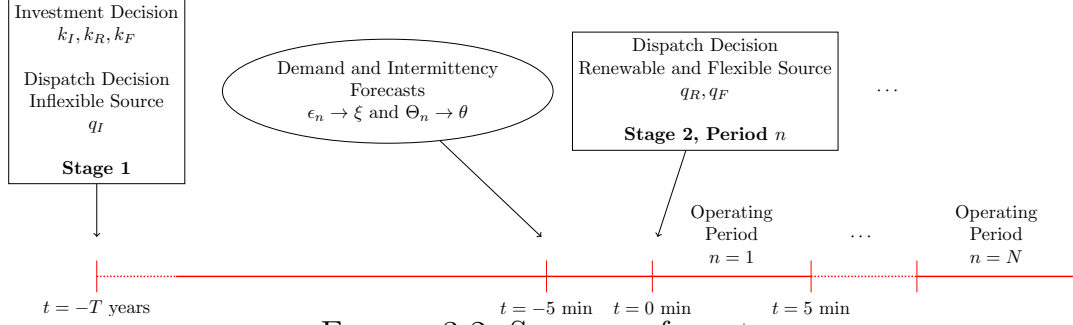 Investment Decision
k_I, k_R, k_F
Dispatch Decision
Inflexible Source
q_I
Stage 1
Demand and Intermittency
Forecasts
ϵ_n → ξ and Θ_n → θ
Dispatch Decision
Renewable and Flexible Source
q_R, q_F
Stage 2, Period n
...
Operating
Period
n = 1
...
Operating
Period
n = N
t = −T years
t = −5 min
t = 0 min
t = 5 min